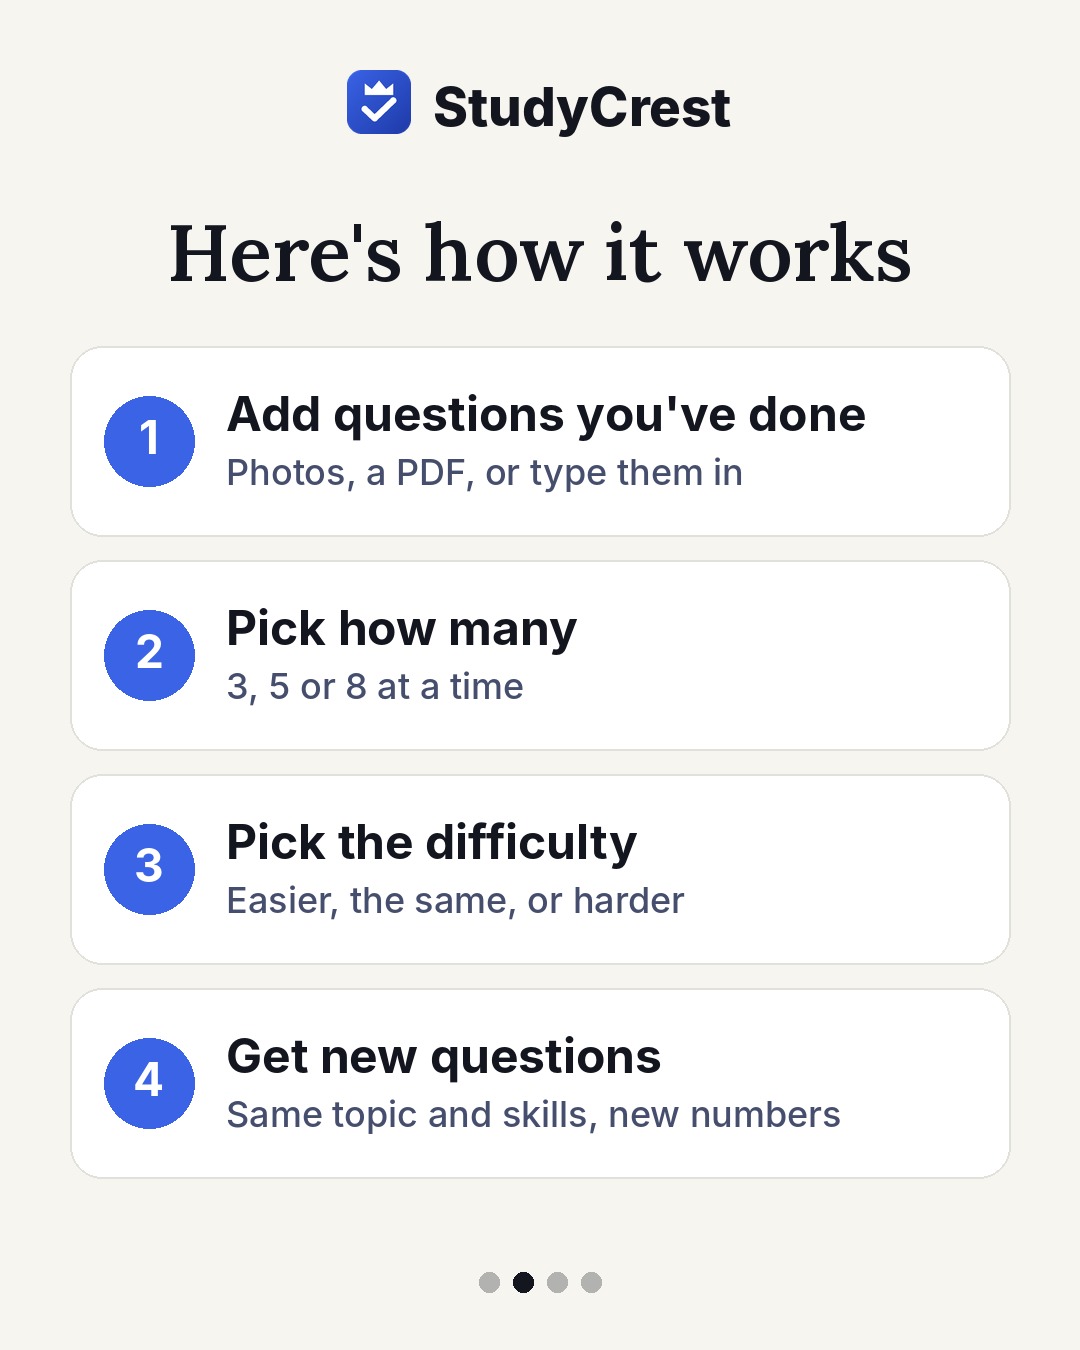 StudyCrest
Here's how it works
1
Add questions you've done
Photos, a PDF, or type them in
2
Pick how many
3, 5 or 8 at a time
3
Pick the difficulty
Easier, the same, or harder
4
Get new questions
Same topic and skills, new numbers